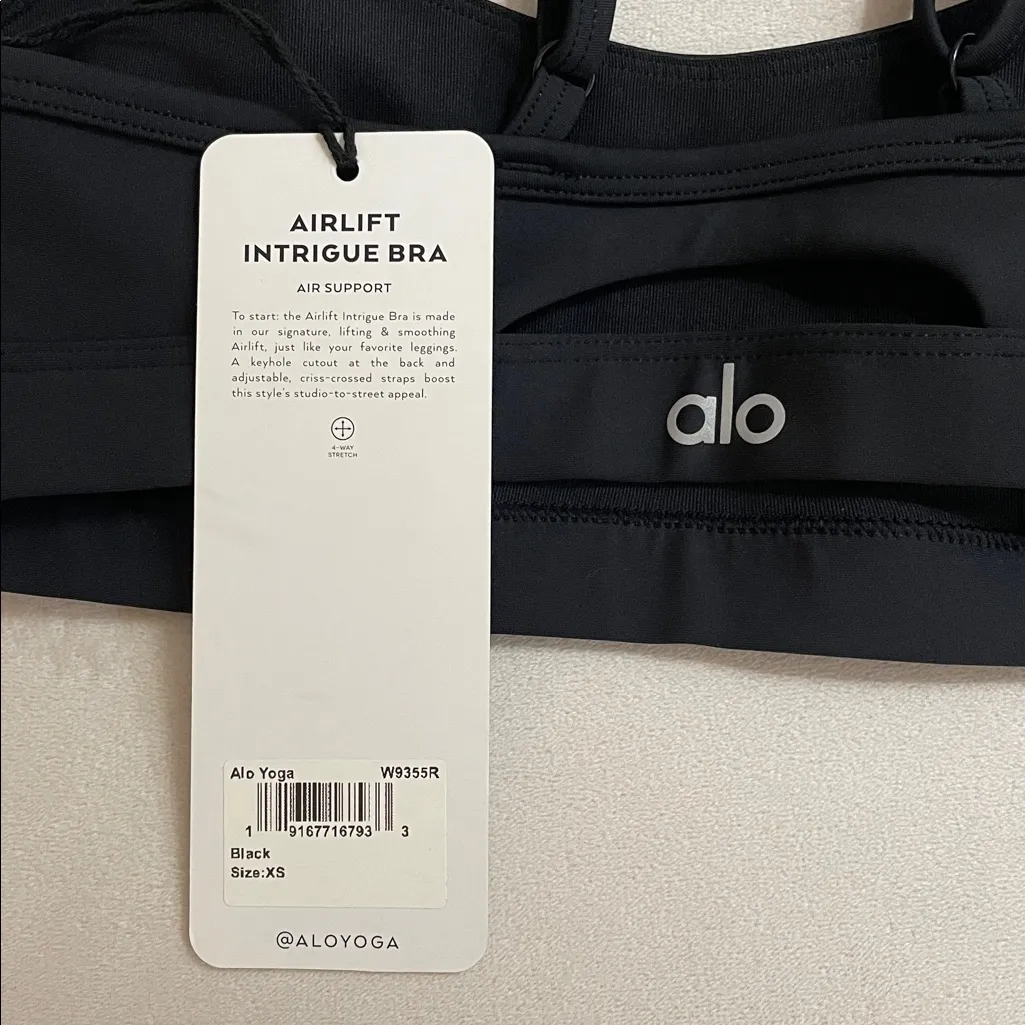 AIRLIFT
INTRIGUE BRA
AIR SUPPORT
To start: the Airlift Intrigue Bra is made
in our signature, lifting & smoothing
Airlift, just like your favorite leggings.
A keyhole cutout at the back and
adjustable, criss-crossed straps boost
this style's studio-to-street appeal.
4-WAY
STRETCH
alo
Alo Yoga W9355R
1 9167716793 3
Black
Size:XS
@ALOYOGA